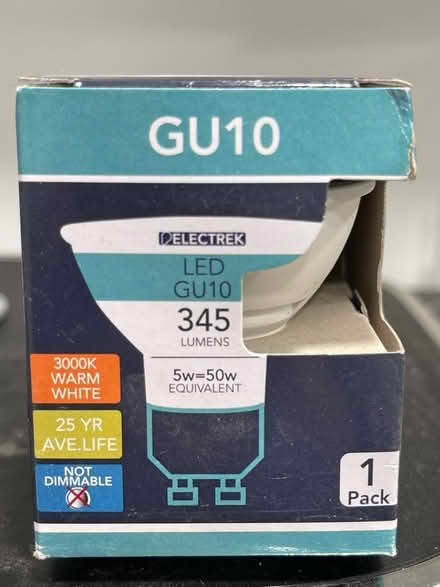 GU10
PELECTREK
LED
GU10
345
LUMENS
5w=50w
EQUIVALENT
3000K
WARM
WHITE
25 YR
AVE.LIFE
NOT
DIMMABLE
1
Pack